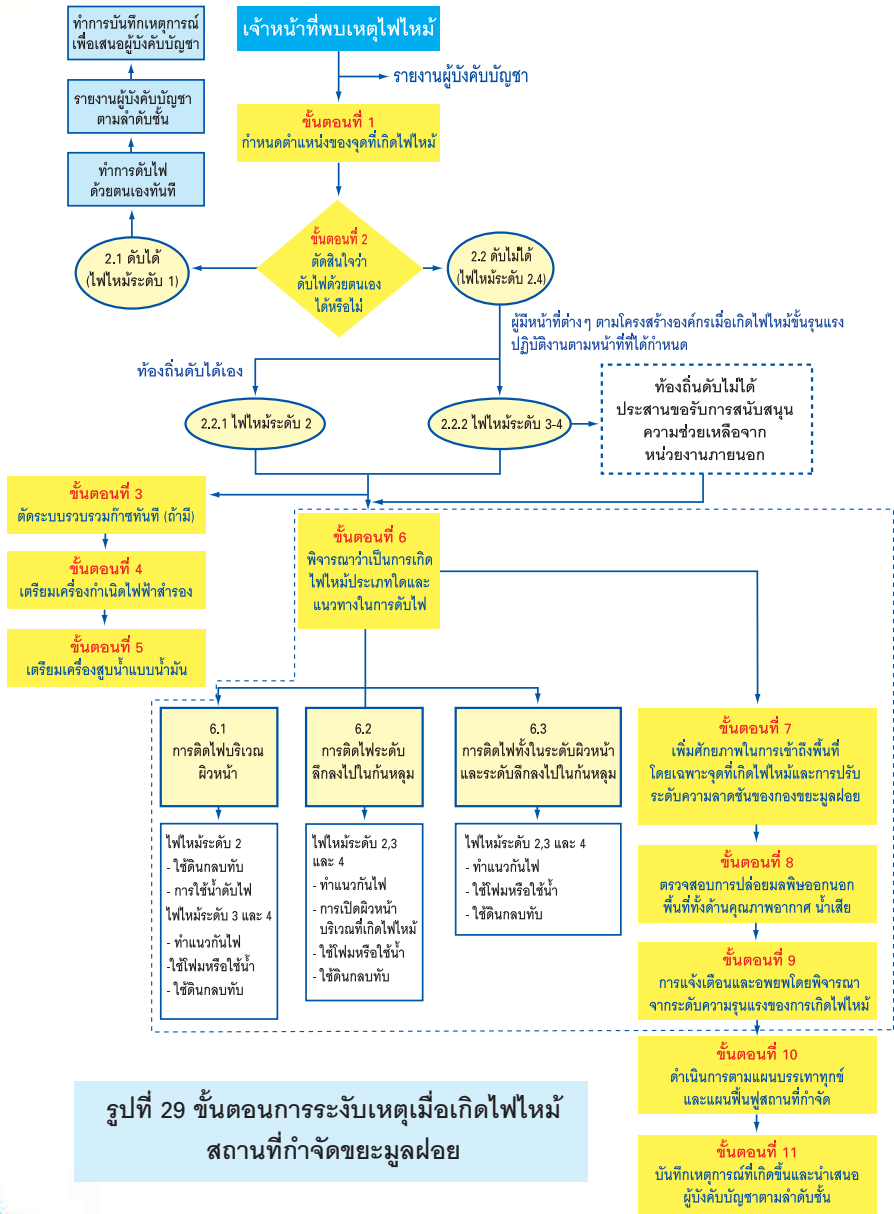 เจ้าหน้าที่พบเหตุไฟไหม้
รายงานผู้บังคับบัญชา
ขั้นตอนที่ 1
กำหนดตำแหน่งของจุดที่เกิดไฟไหม้
ทำการบันทึกเหตุการณ์
เพื่อเสนอผู้บังคับบัญชา
รายงานผู้บังคับบัญชา
ตามลำดับชั้น
ทำการดับไฟ
ด้วยตนเองทันที
2.1 ดับได้
(ไฟไหม้ระดับ 1)
ขั้นตอนที่ 2
ตัดสินใจว่า
ดับไฟด้วยตนเอง
ได้หรือไม่
2.2 ดับไม่ได้
(ไฟไหม้ระดับ 2.4)
ผู้มีหน้าที่ต่างๆ ตามโครงสร้างองค์กรเมื่อเกิดไฟไหม้ขั้นรุนแรง
ปฏิบัติงานตามหน้าที่ที่ได้กำหนด
ท้องถิ่นดับได้เอง
2.2.1 ไฟไหม้ระดับ 2
2.2.2 ไฟไหม้ระดับ 3-4
ท้องถิ่นดับไม่ได้
ประสานขอรับการสนับสนุน
ความช่วยเหลือจาก
หน่วยงานภายนอก
ขั้นตอนที่ 3
ตัดระบบรวบรวมก๊าซทันที (ถ้ามี)
ขั้นตอนที่ 4
เตรียมเครื่องกำเนิดไฟฟ้าสำรอง
ขั้นตอนที่ 5
เตรียมเครื่องสูบน้ำแบบน้ำมัน
ขั้นตอนที่ 6
พิจารณาว่าเป็นการเกิด
ไฟไหม้ประเภทใดและ
แนวทางในการดับไฟ
6.1
การติดไฟบริเวณ
ผิวหน้า
ไฟไหม้ระดับ 2
- ใช้ดินกลบทับ
- การใช้น้ำดับไฟ
ไฟไหม้ระดับ 3 และ 4
- ทำแนวกันไฟ
-ใช้โฟมหรือใช้น้ำ
- ใช้ดินกลบทับ
6.2
การติดไฟระดับ
ลึกลงไปในก้นหลุม
ไฟไหม้ระดับ 2,3
และ 4
- ทำแนวกันไฟ
- การเปิดผิวหน้า
บริเวณที่เกิดไฟไหม้
- ใช้โฟมหรือใช้น้ำ
- ใช้ดินกลบทับ
6.3
การติดไฟทั้งในระดับผิวหน้า
และระดับลึกลงไปในก้นหลุม
ไฟไหม้ระดับ 2,3 และ 4
- ทำแนวกันไฟ
- ใช้โฟมหรือใช้น้ำ
- ใช้ดินกลบทับ
ขั้นตอนที่ 7
เพิ่มศักยภาพในการเข้าถึงพื้นที่
โดยเฉพาะจุดที่เกิดไฟไหม้และการปรับ
ระดับความลาดชันของกองขยะมูลฝอย
ขั้นตอนที่ 8
ตรวจสอบการปล่อยมลพิษออกนอก
พื้นที่ทั้งด้านคุณภาพอากาศ น้ำเสีย
ขั้นตอนที่ 9
การแจ้งเตือนและอพยพโดยพิจารณา
จากระดับความรุนแรงของการเกิดไฟไหม้
ขั้นตอนที่ 10
ดำเนินการตามแผนบรรเทาทุกข์
และแผนฟื้นฟูสถานที่กำจัด
ขั้นตอนที่ 11
บันทึกเหตุการณ์ที่เกิดขึ้นและนำเสนอ
ผู้บังคับบัญชาตามลำดับชั้น
รูปที่ 29 ขั้นตอนการระงับเหตุเมื่อเกิดไฟไหม้
สถานที่กำจัดขยะมูลฝอย